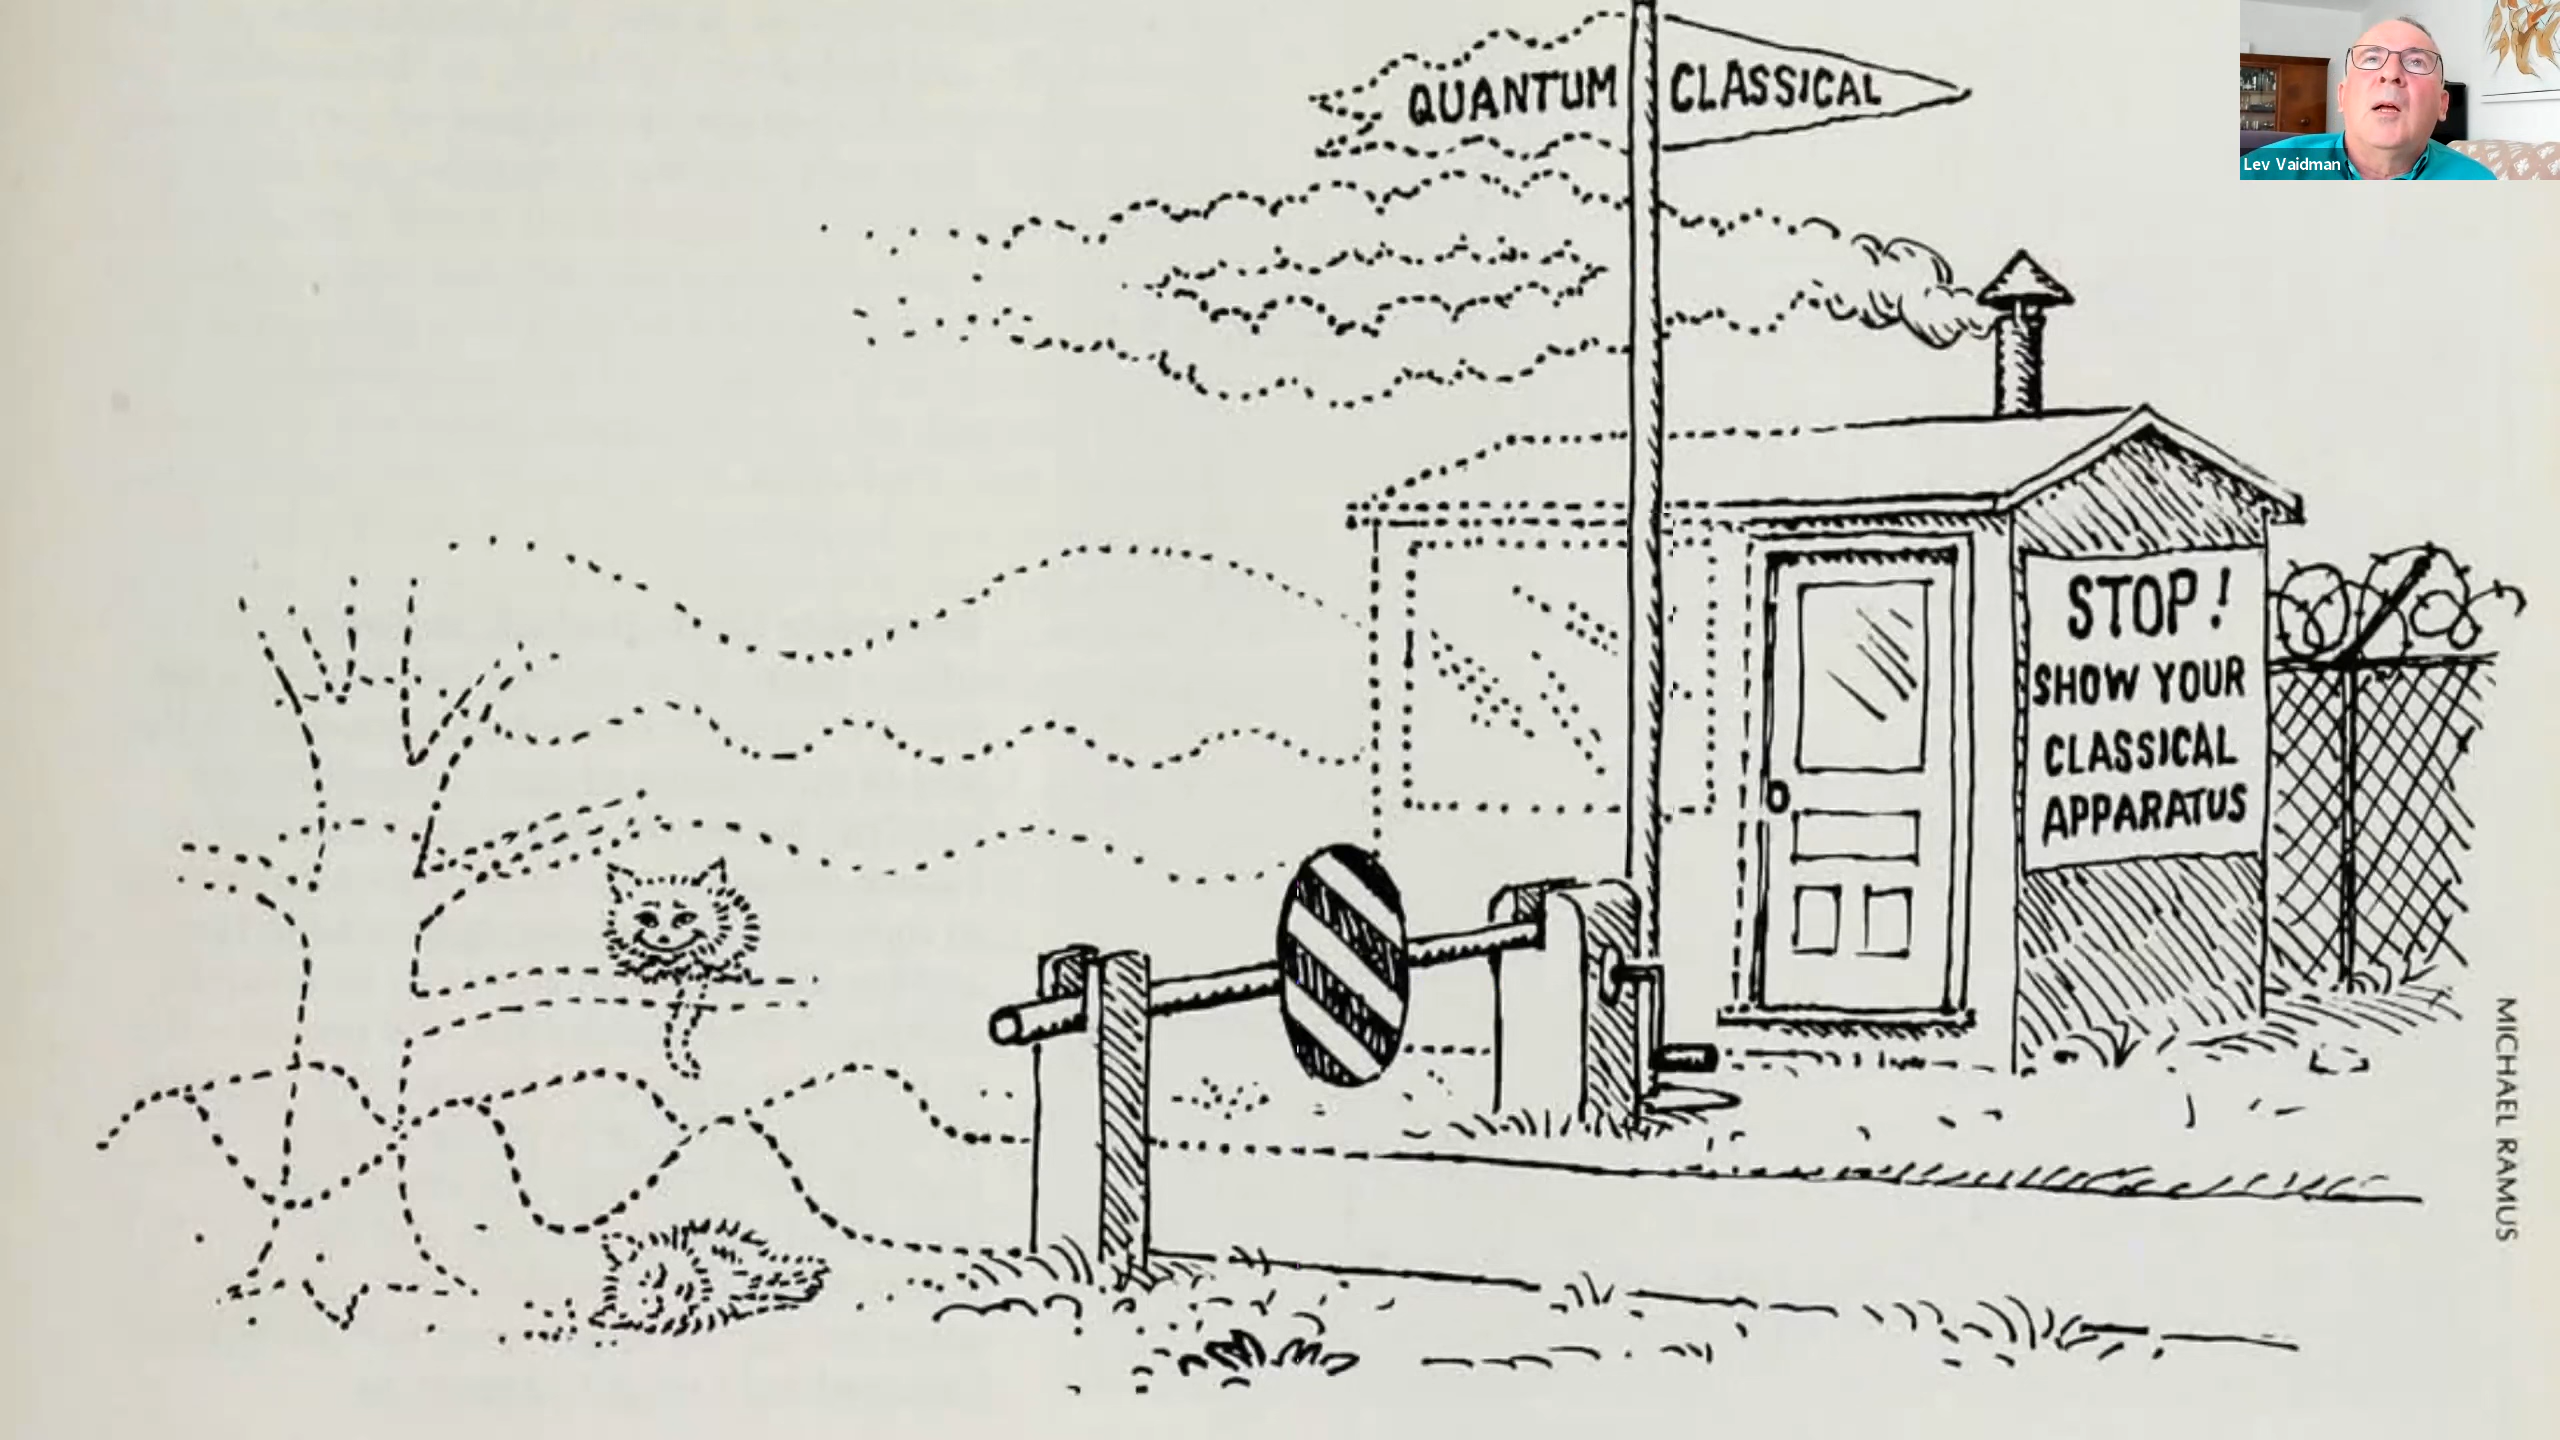 QUANTUM CLASSICAL
Lev Vaidman
STOP!
SHOW YOUR
CLASSICAL
APPARATUS
MICHAEL RAMUS